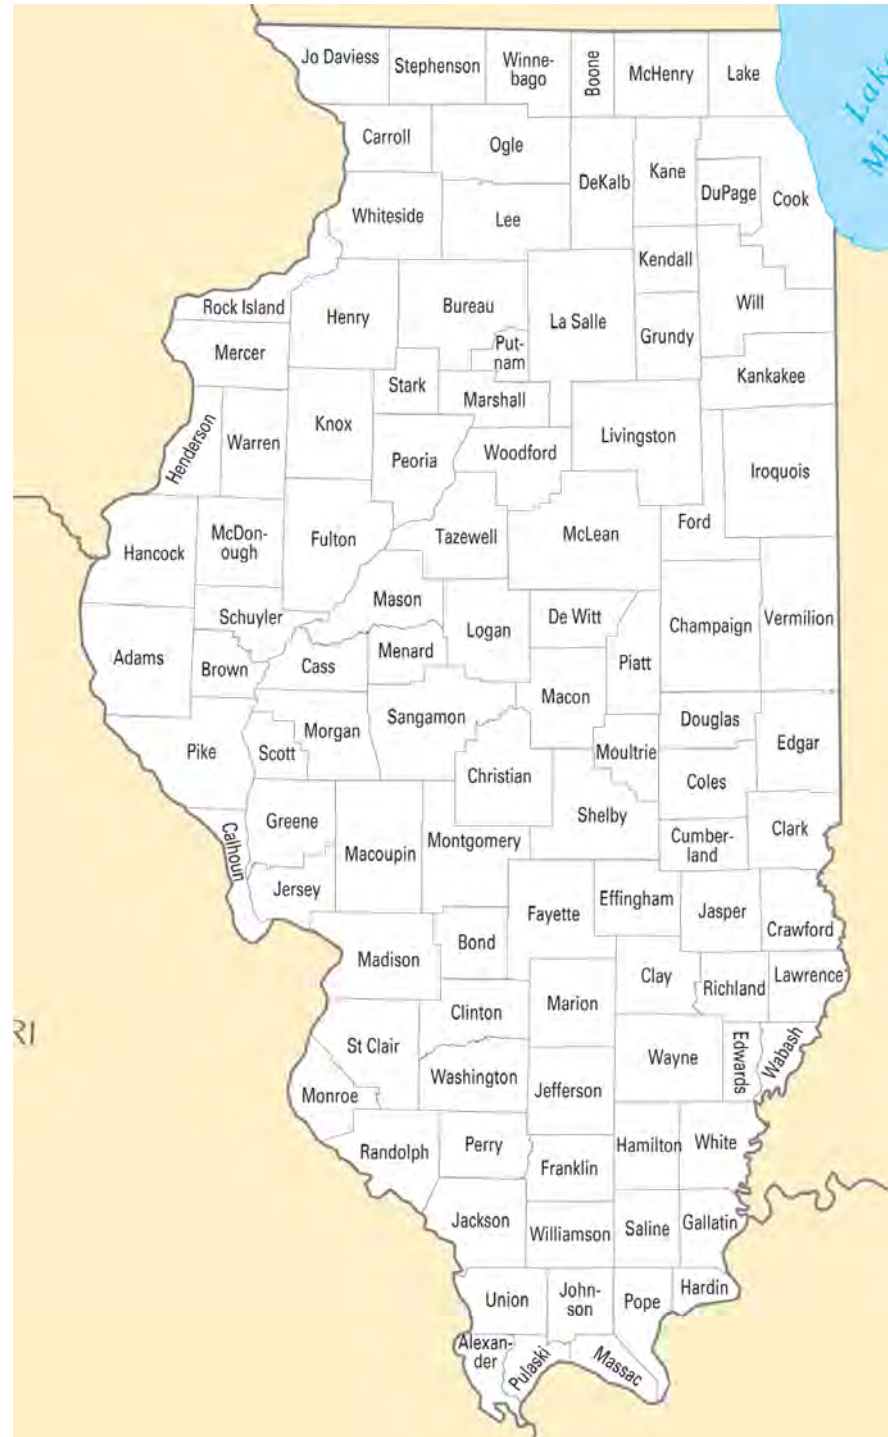 Jo Daviess
Stephenson
Winne-
bago
Boone
McHenry
Lake
Lake
Carroll
Ogle
DeKalb
Kane
DuPage
Cook
Whiteside
Lee
Kendall
Rock Island
Henry
Bureau
La Salle
Will
Grundy
Mercer
Put-
nam
Kankakee
Stark
Marshall
Henderson
Warren
Knox
Peoria
Woodford
Livingston
Iroquois
Hancock
McDon-
ough
Fulton
Tazewell
McLean
Ford
Mason
Schuyler
Logan
De Witt
Champaign
Vermilion
Adams
Brown
Cass
Menard
Piatt
Macon
Pike
Scott
Morgan
Sangamon
Douglas
Edgar
Moultrie
Christian
Coles
Greene
Calhoun
Macoupin
Montgomery
Shelby
Cumber-
land
Clark
Jersey
Fayette
Effingham
Jasper
Crawford
Madison
Bond
Clay
Richland
Lawrence
RI
Clinton
Marion
St Clair
Wayne
Edwards
Wabash
Washington
Jefferson
Monroe
Randolph
Perry
Franklin
Hamilton
White
Jackson
Williamson
Saline
Gallatin
Union
John-
son
Pope
Hardin
Alexan-
der
Pulaski
Massac